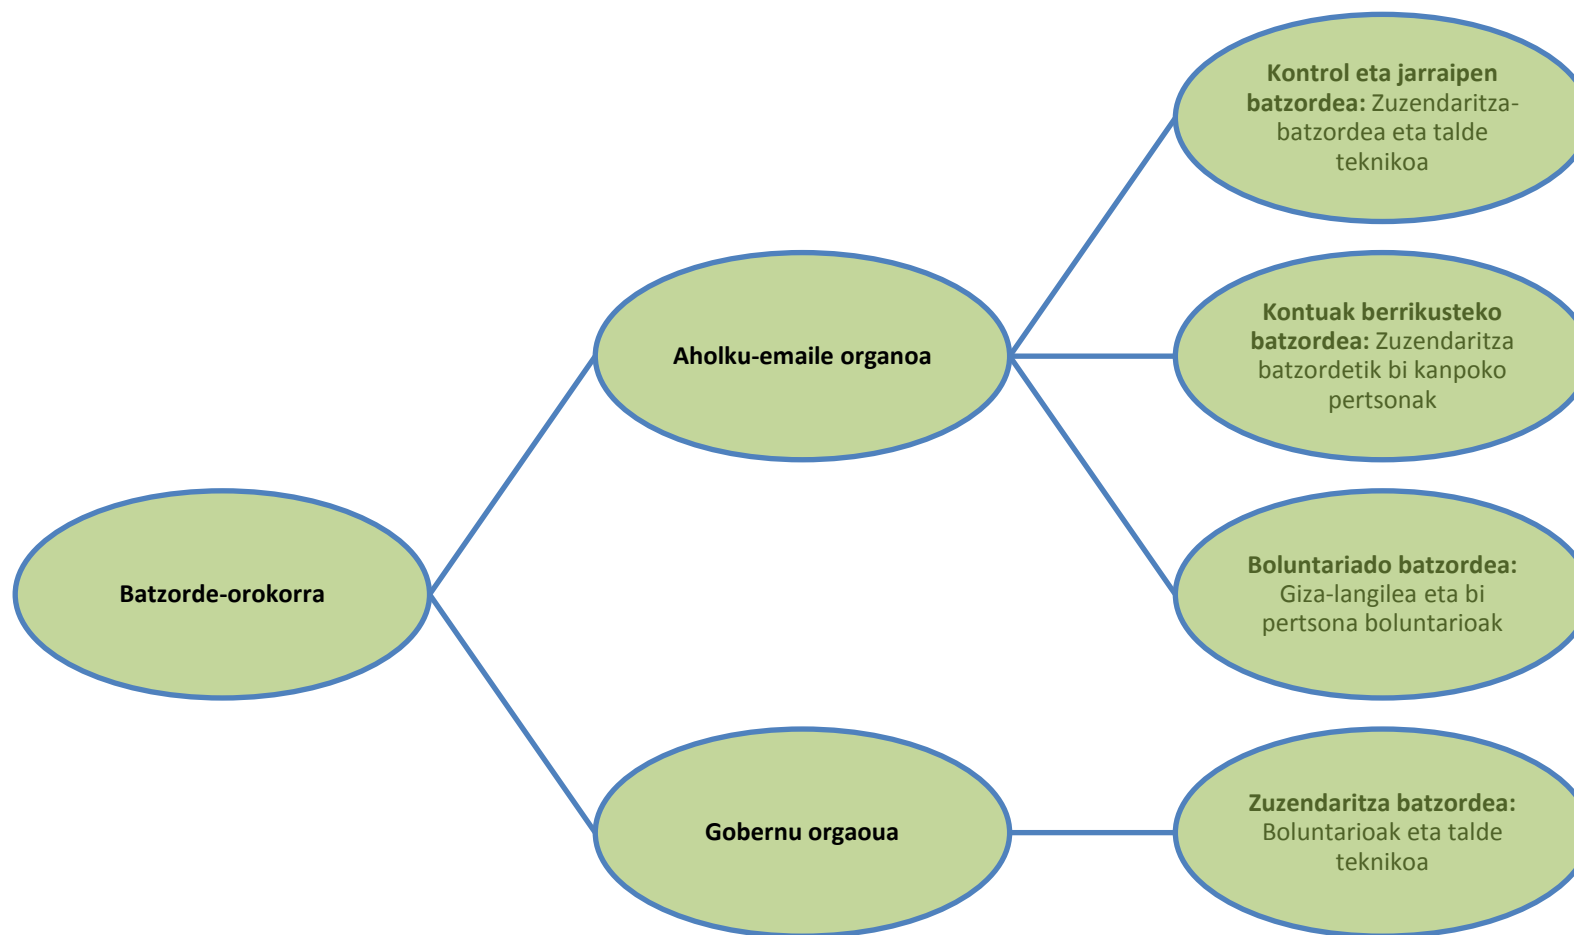 Kontrol eta jarraipen
batzordea: Zuzendaritza-
batzordea eta talde
teknikoa
Aholku-emaile organoa
Kontuak berrikusteko
batzordea: Zuzendaritza
batzordetik bi kanpoko
pertsonak
Batzorde-orokorra
Boluntariado batzordea:
Giza-langilea eta bi
pertsona boluntarioak
Gobernu orgaoua
Zuzendaritza batzordea:
Boluntarioak eta talde
teknikoa